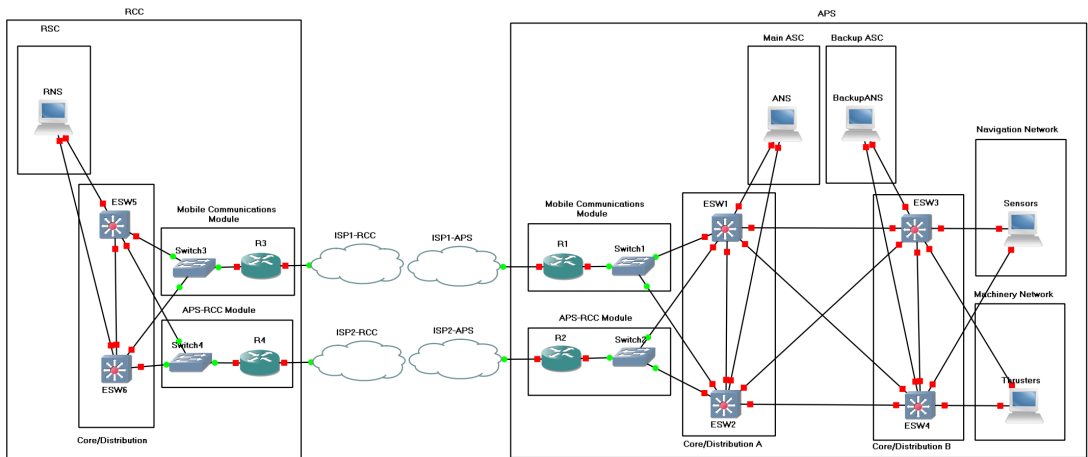 RCC
APS
RSC
Main ASC
Backup ASC
RNS
ANS
BackupANS
Navigation Network
ESW5
Mobile Communications
Module
Switch3
R3
ISP1-RCC
ISP1-APS
Mobile Communications
Module
R1
Switch1
ESW1
ESW3
Sensors
APS-RCC Module
Switch4
R4
ISP2-RCC
ISP2-APS
APS-RCC Module
R2
Switch2
Machinery Network
ESW6
ESW2
ESW4
Thrusters
Core/Distribution
Core/Distribution A
Core/Distribution B